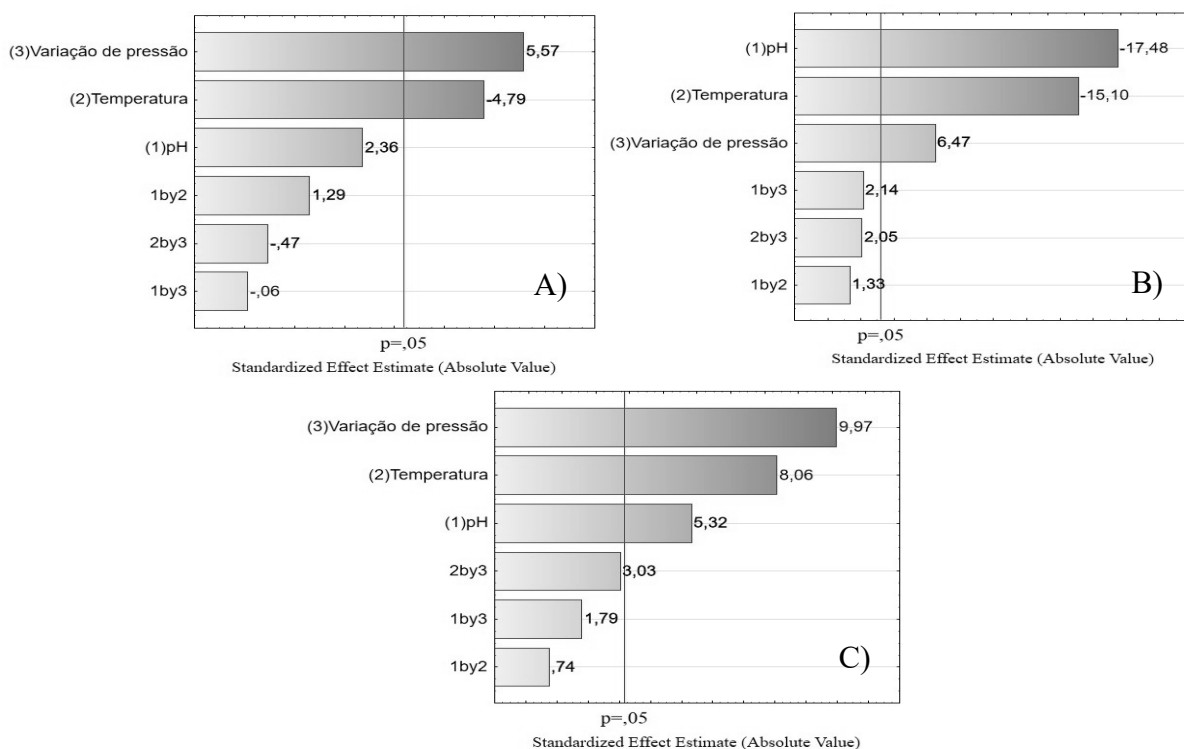 (3)Variação de pressão 5,57
(2)Temperatura -4,79
(1)pH 2,36
1by2 1,29
2by3 -,47
1by3 -,06
A)
p=,05
Standardized Effect Estimate (Absolute Value)
(1)pH -17,48
(2)Temperatura -15,10
(3)Variação de pressão 6,47
1by3 2,14
2by3 2,05
1by2 1,33
B)
p=,05
Standardized Effect Estimate (Absolute Value)
(3)Variação de pressão 9,97
(2)Temperatura 8,06
(1)pH 5,32
2by3 3,03
1by3 1,79
1by2 ,74
C)
p=,05
Standardized Effect Estimate (Absolute Value)